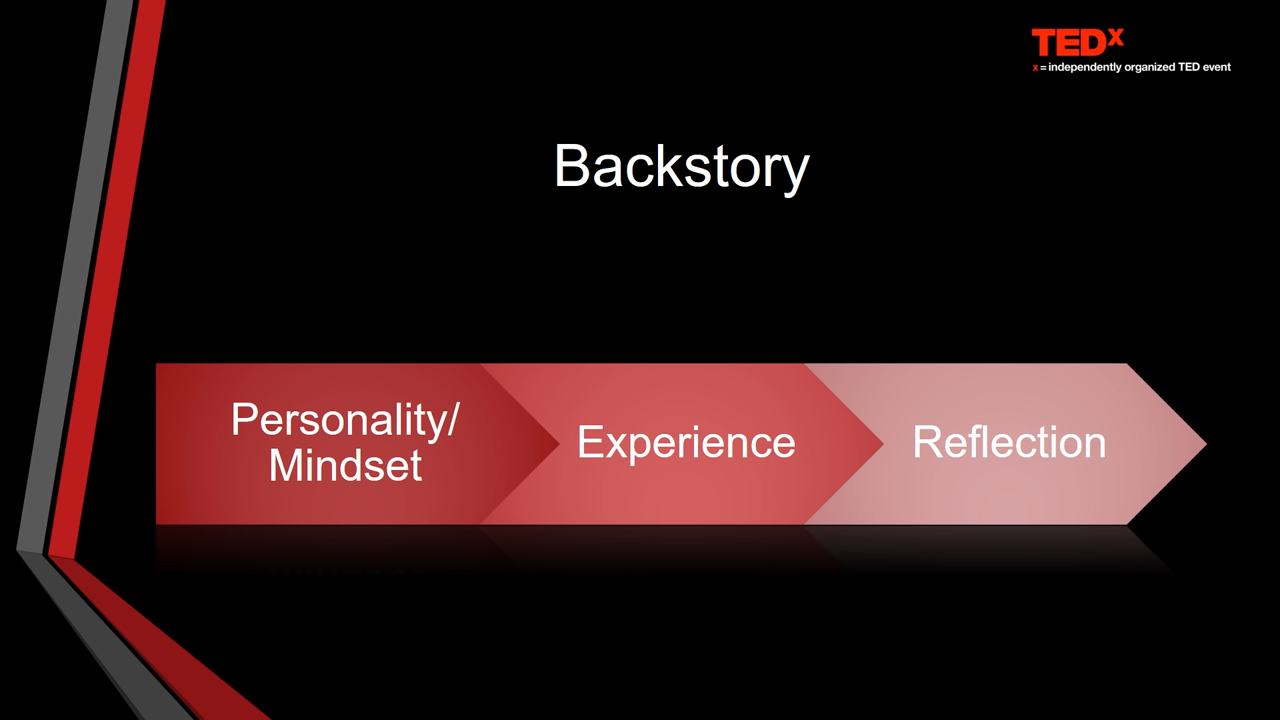 TEDx
x = independently organized TED event
Backstory
Personality/
Mindset
Experience
Reflection